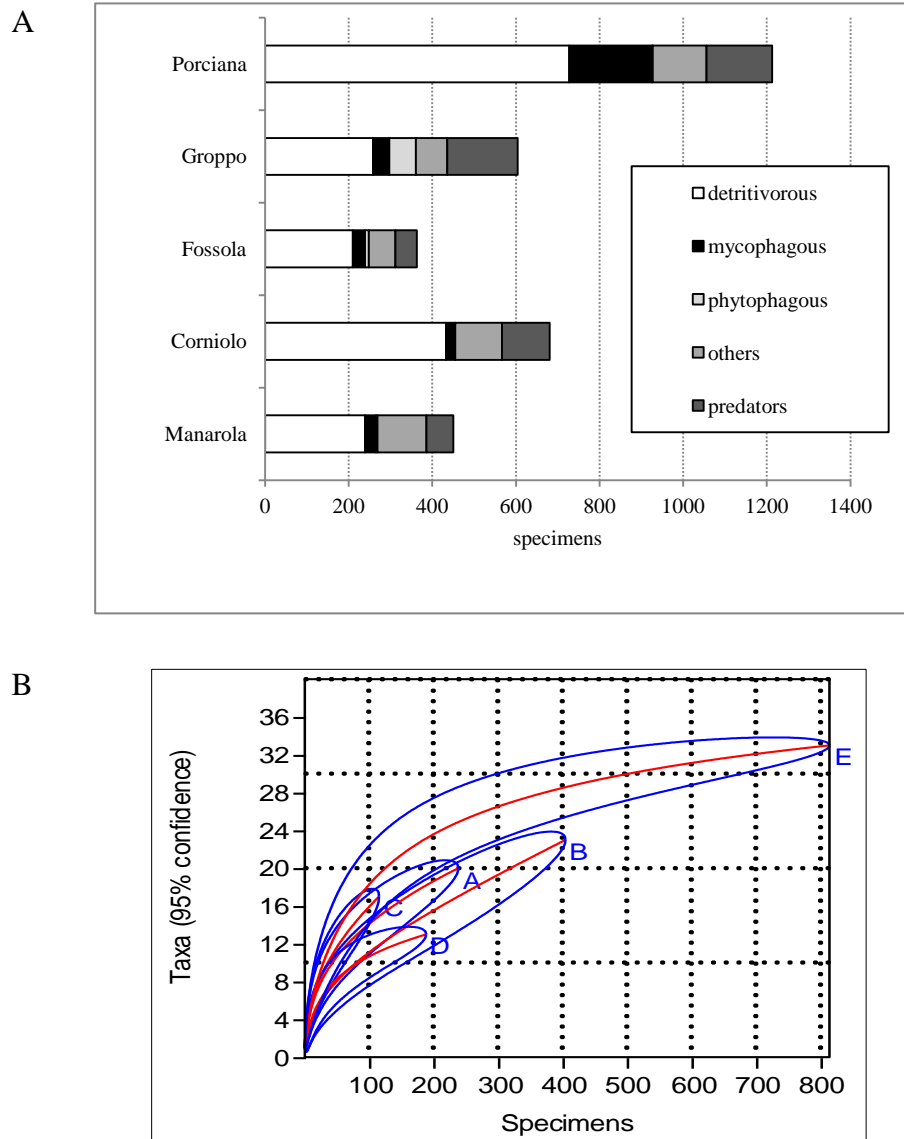 A
Porciana
Groppo
Fossola
Corniolo
Manarola
detritivorous
mycophagous
phytophagous
others
predators
0 200 400 600 800 1000 1200 1400
specimens
B
Taxa (95% confidence)
36
32
28
24
20
16
12
8
4
0
E
B
A
C
D
100 200 300 400 500 600 700 800
Specimens